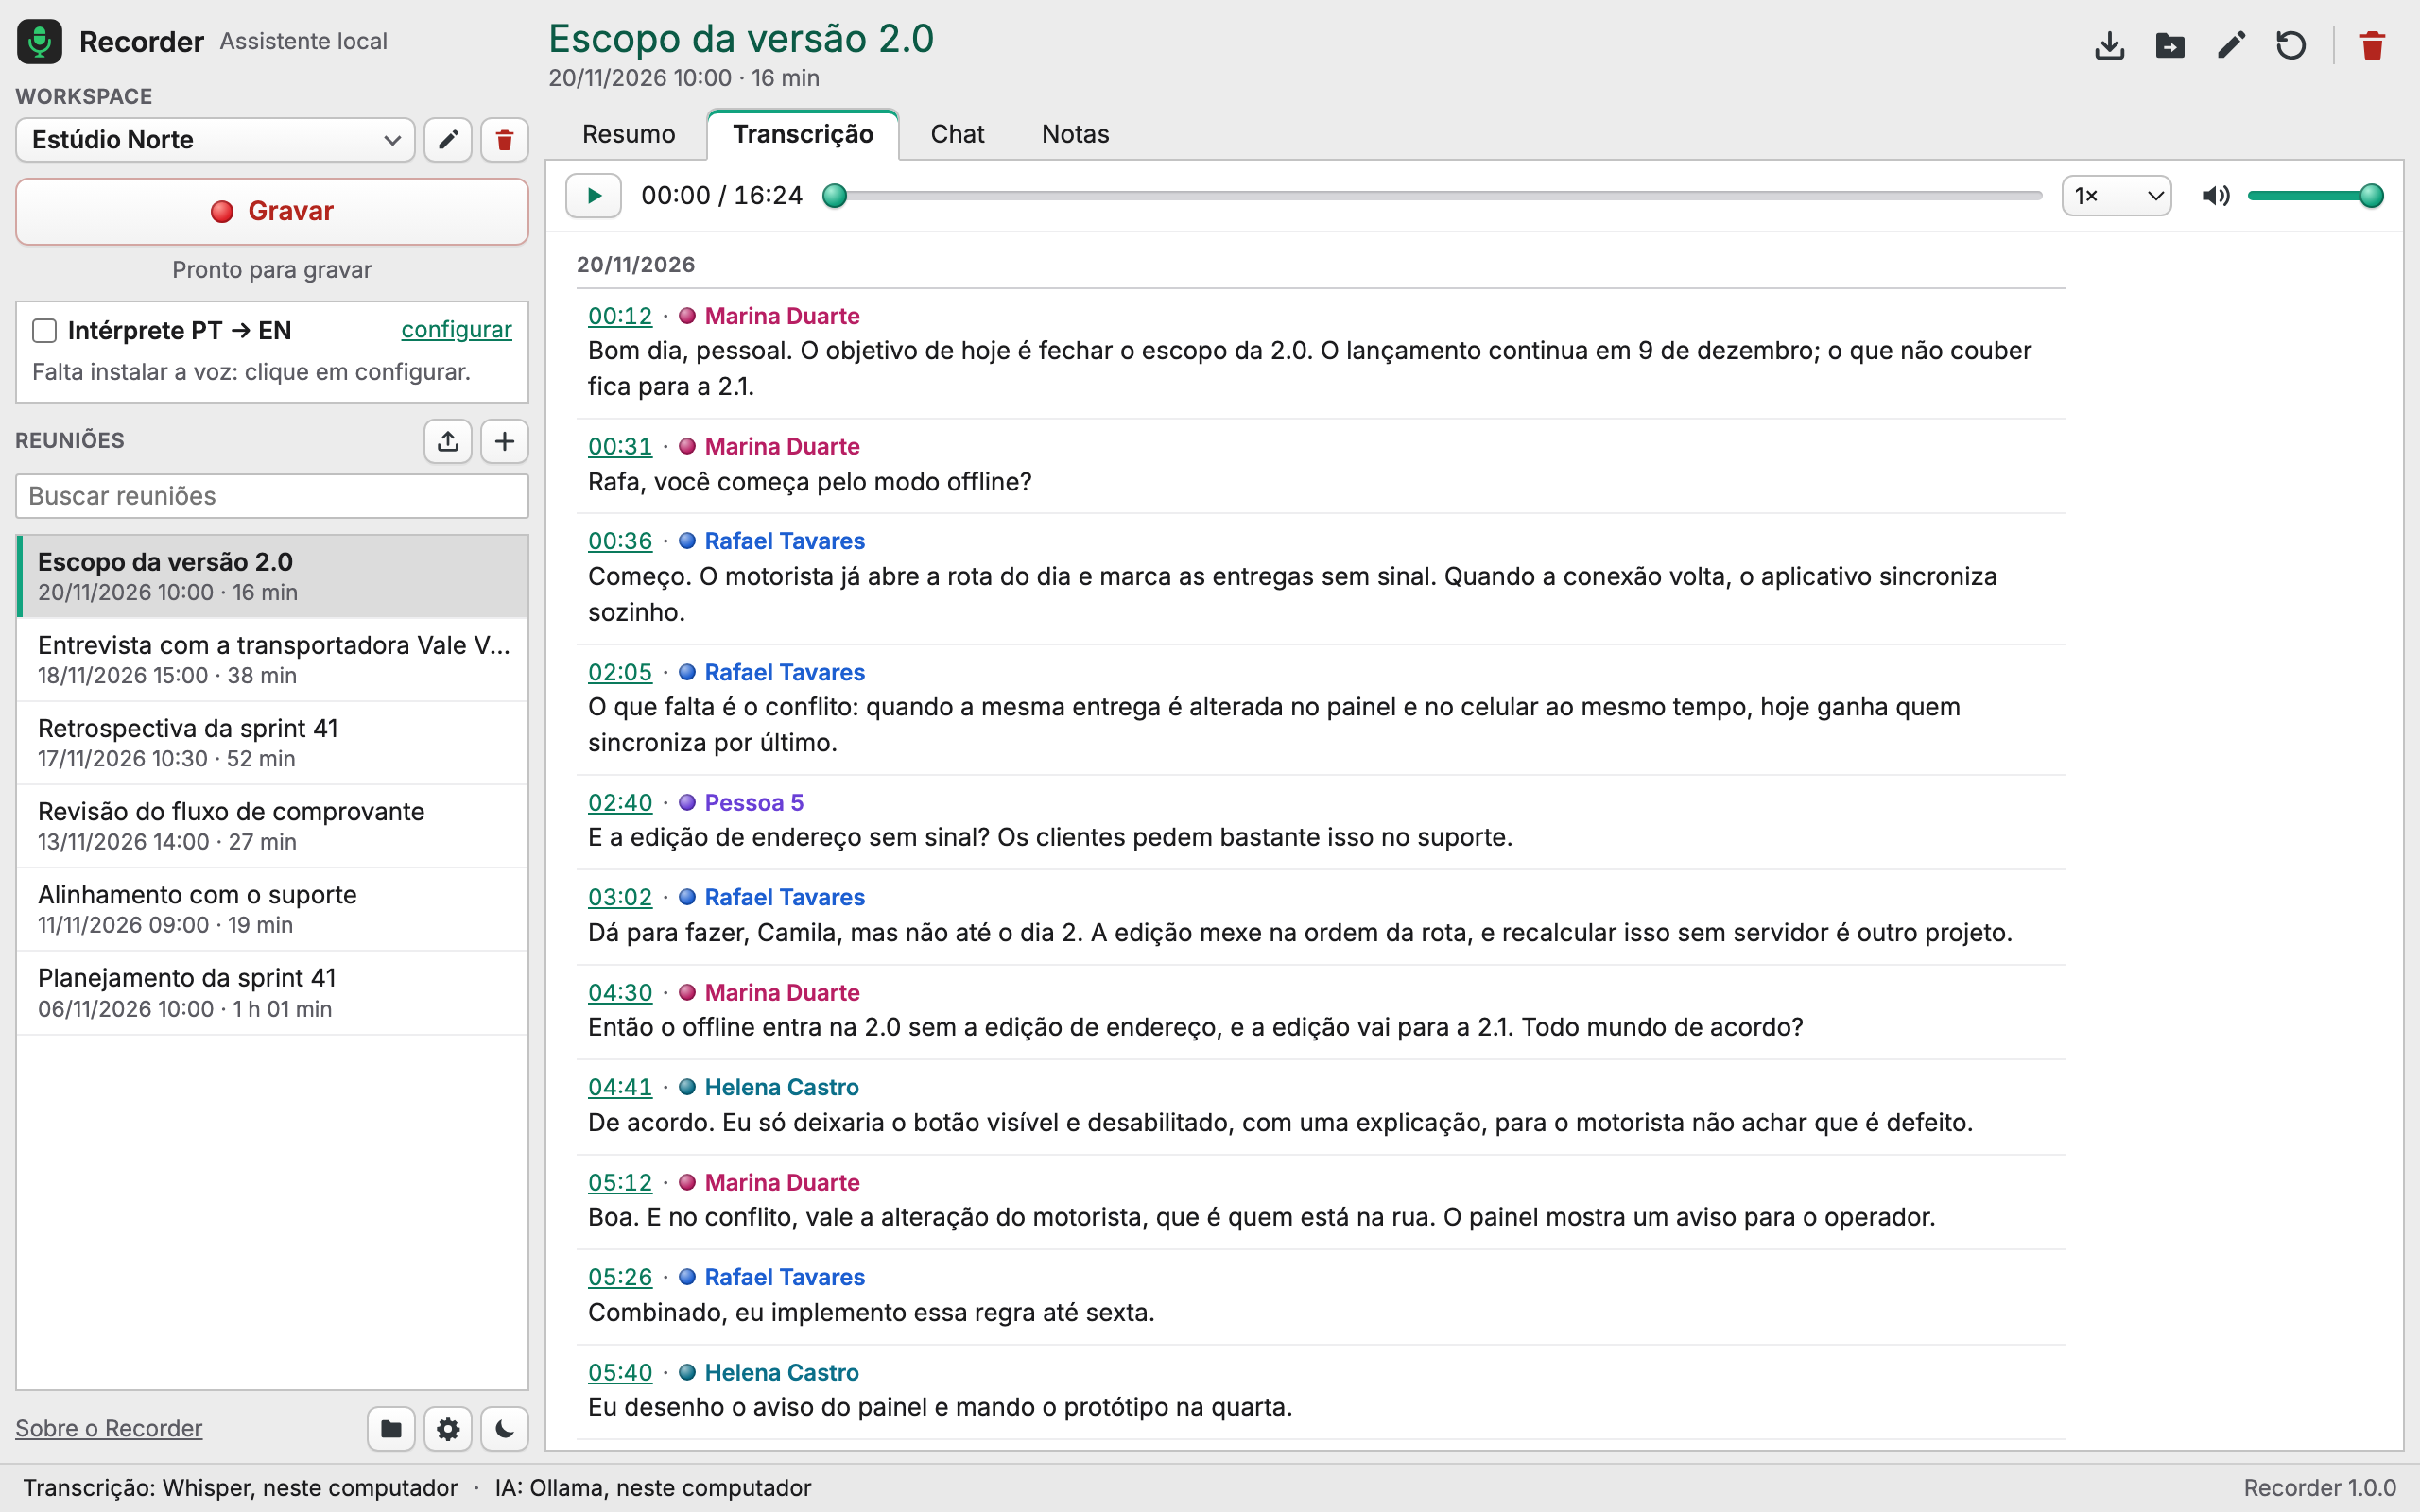 Recorder Assistente local
WORKSPACE
Estúdio Norte
Gravar
Pronto para gravar
Intérprete PT → EN configurar
Falta instalar a voz: clique em configurar.
REUNIÕES
Buscar reuniões
Escopo da versão 2.0
20/11/2026 10:00 · 16 min
Entrevista com a transportadora Vale V...
18/11/2026 15:00 · 38 min
Retrospectiva da sprint 41
17/11/2026 10:30 · 52 min
Revisão do fluxo de comprovante
13/11/2026 14:00 · 27 min
Alinhamento com o suporte
11/11/2026 09:00 · 19 min
Planejamento da sprint 41
06/11/2026 10:00 · 1 h 01 min
Sobre o Recorder
Escopo da versão 2.0
20/11/2026 10:00 · 16 min
Resumo Transcrição Chat Notas
00:00 / 16:24 1×
20/11/2026
00:12 · Marina Duarte
Bom dia, pessoal. O objetivo de hoje é fechar o escopo da 2.0. O lançamento continua em 9 de dezembro; o que não couber
fica para a 2.1.
00:31 · Marina Duarte
Rafa, você começa pelo modo offline?
00:36 · Rafael Tavares
Começo. O motorista já abre a rota do dia e marca as entregas sem sinal. Quando a conexão volta, o aplicativo sincroniza
sozinho.
02:05 · Rafael Tavares
O que falta é o conflito: quando a mesma entrega é alterada no painel e no celular ao mesmo tempo, hoje ganha quem
sincroniza por último.
02:40 · Pessoa 5
E a edição de endereço sem sinal? Os clientes pedem bastante isso no suporte.
03:02 · Rafael Tavares
Dá para fazer, Camila, mas não até o dia 2. A edição mexe na ordem da rota, e recalcular isso sem servidor é outro projeto.
04:30 · Marina Duarte
Então o offline entra na 2.0 sem a edição de endereço, e a edição vai para a 2.1. Todo mundo de acordo?
04:41 · Helena Castro
De acordo. Eu só deixaria o botão visível e desabilitado, com uma explicação, para o motorista não achar que é defeito.
05:12 · Marina Duarte
Boa. E no conflito, vale a alteração do motorista, que é quem está na rua. O painel mostra um aviso para o operador.
05:26 · Rafael Tavares
Combinado, eu implemento essa regra até sexta.
05:40 · Helena Castro
Eu desenho o aviso do painel e mando o protótipo na quarta.
Transcrição: Whisper, neste computador · IA: Ollama, neste computador
Recorder 1.0.0